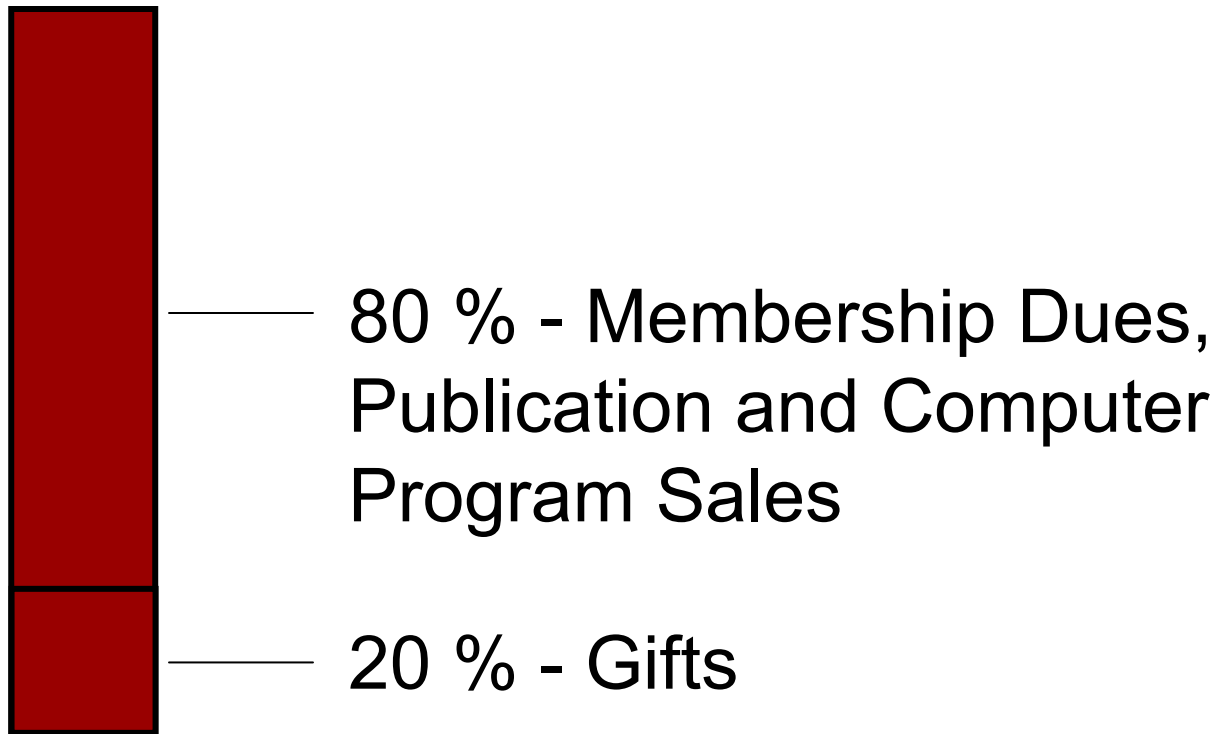 80 % - Membership Dues,
Publication and Computer
Program Sales
20 % - Gifts